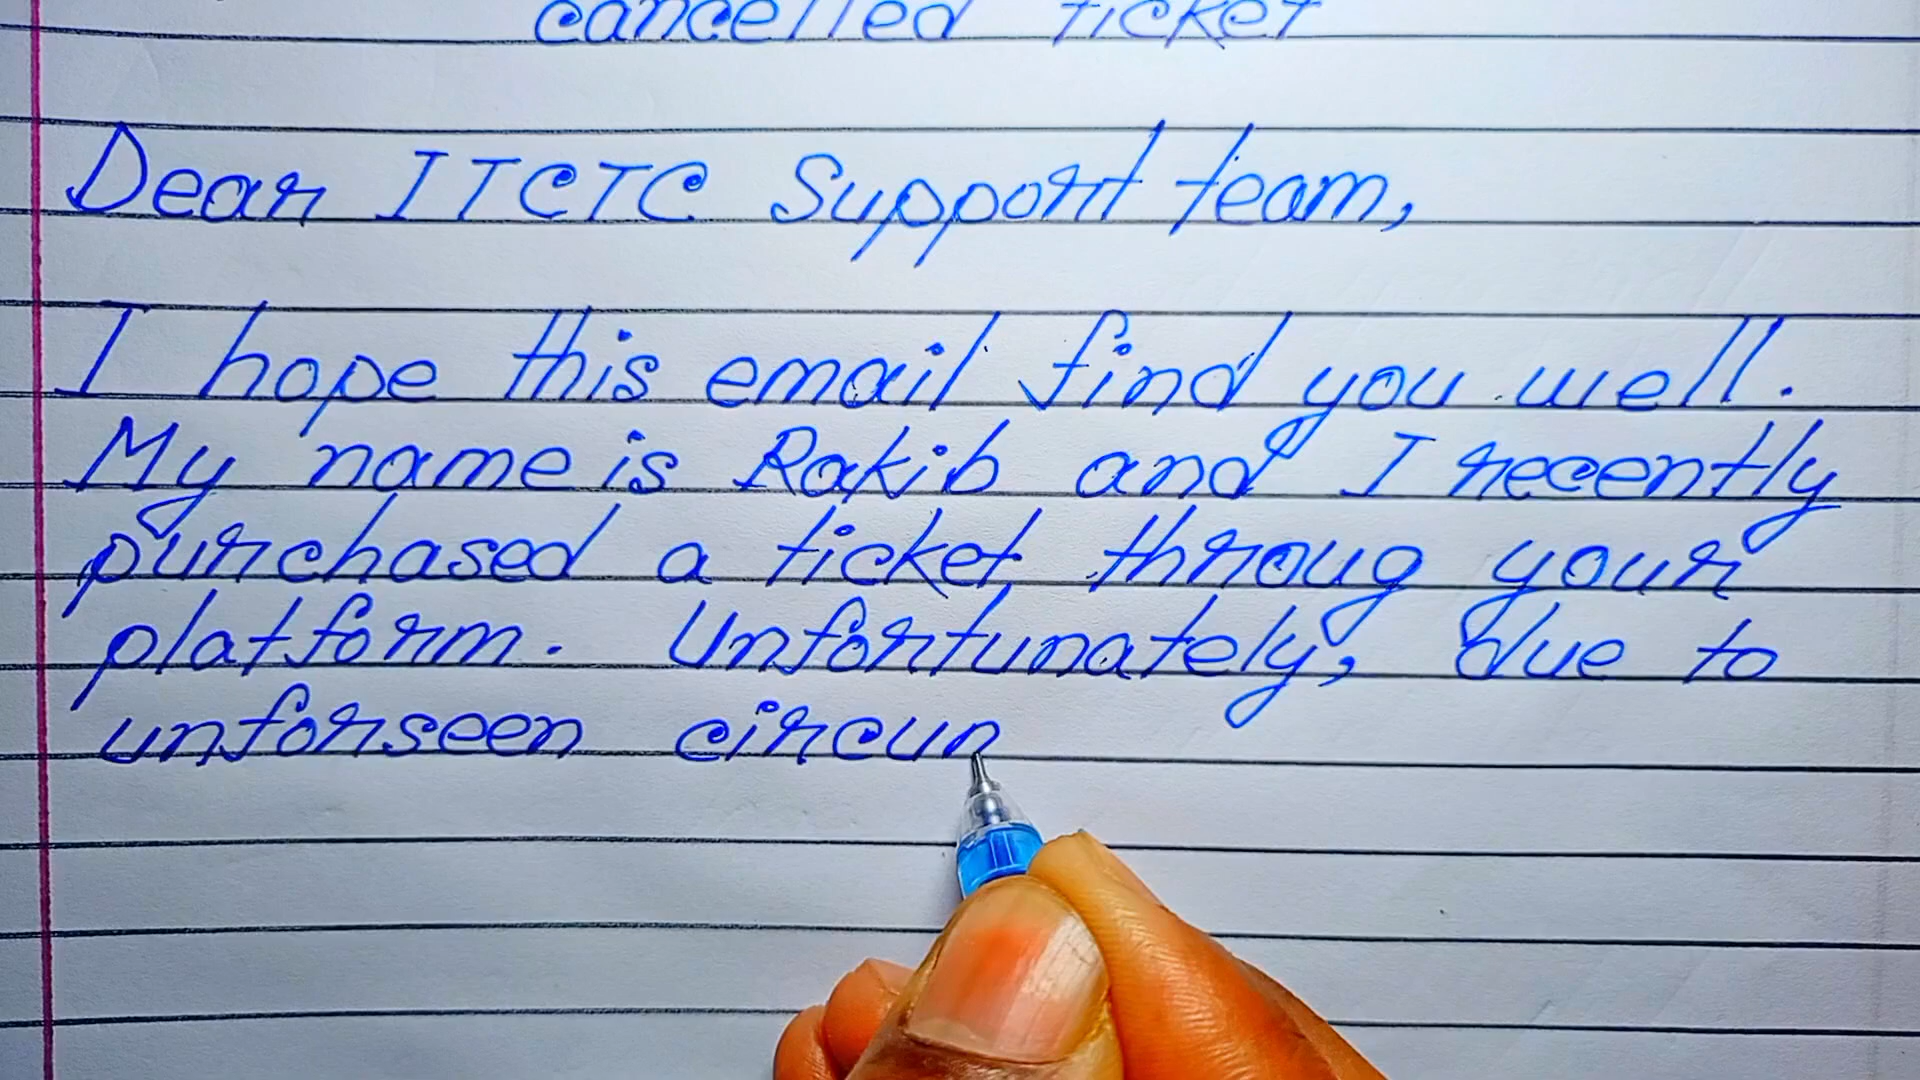 cancelled ticket
Dear ITCTC Support team,
I hope this email find you well.
My name is Rakib and I recently
purchased a ticket throug your
platform. Unfortunately, due to
unforseen circun